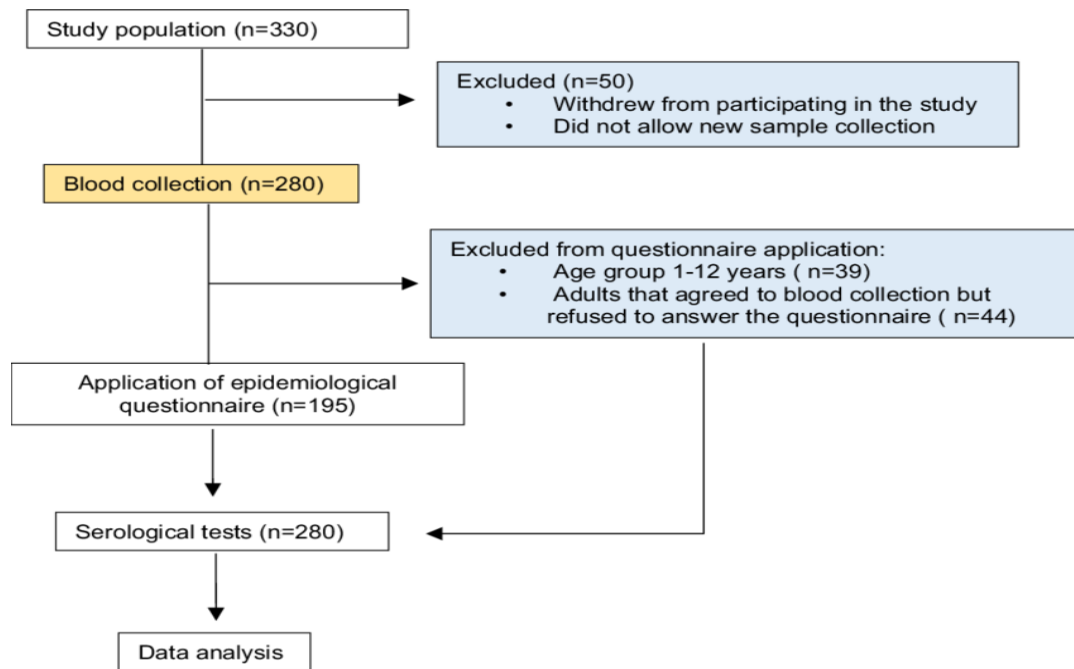 Study population (n=330)
Excluded (n=50)
• Withdrew from participating in the study
• Did not allow new sample collection
Blood collection (n=280)
Excluded from questionnaire application:
• Age group 1-12 years ( n=39)
• Adults that agreed to blood collection but
refused to answer the questionnaire ( n=44)
Application of epidemiological
questionnaire (n=195)
Serological tests (n=280)
Data analysis